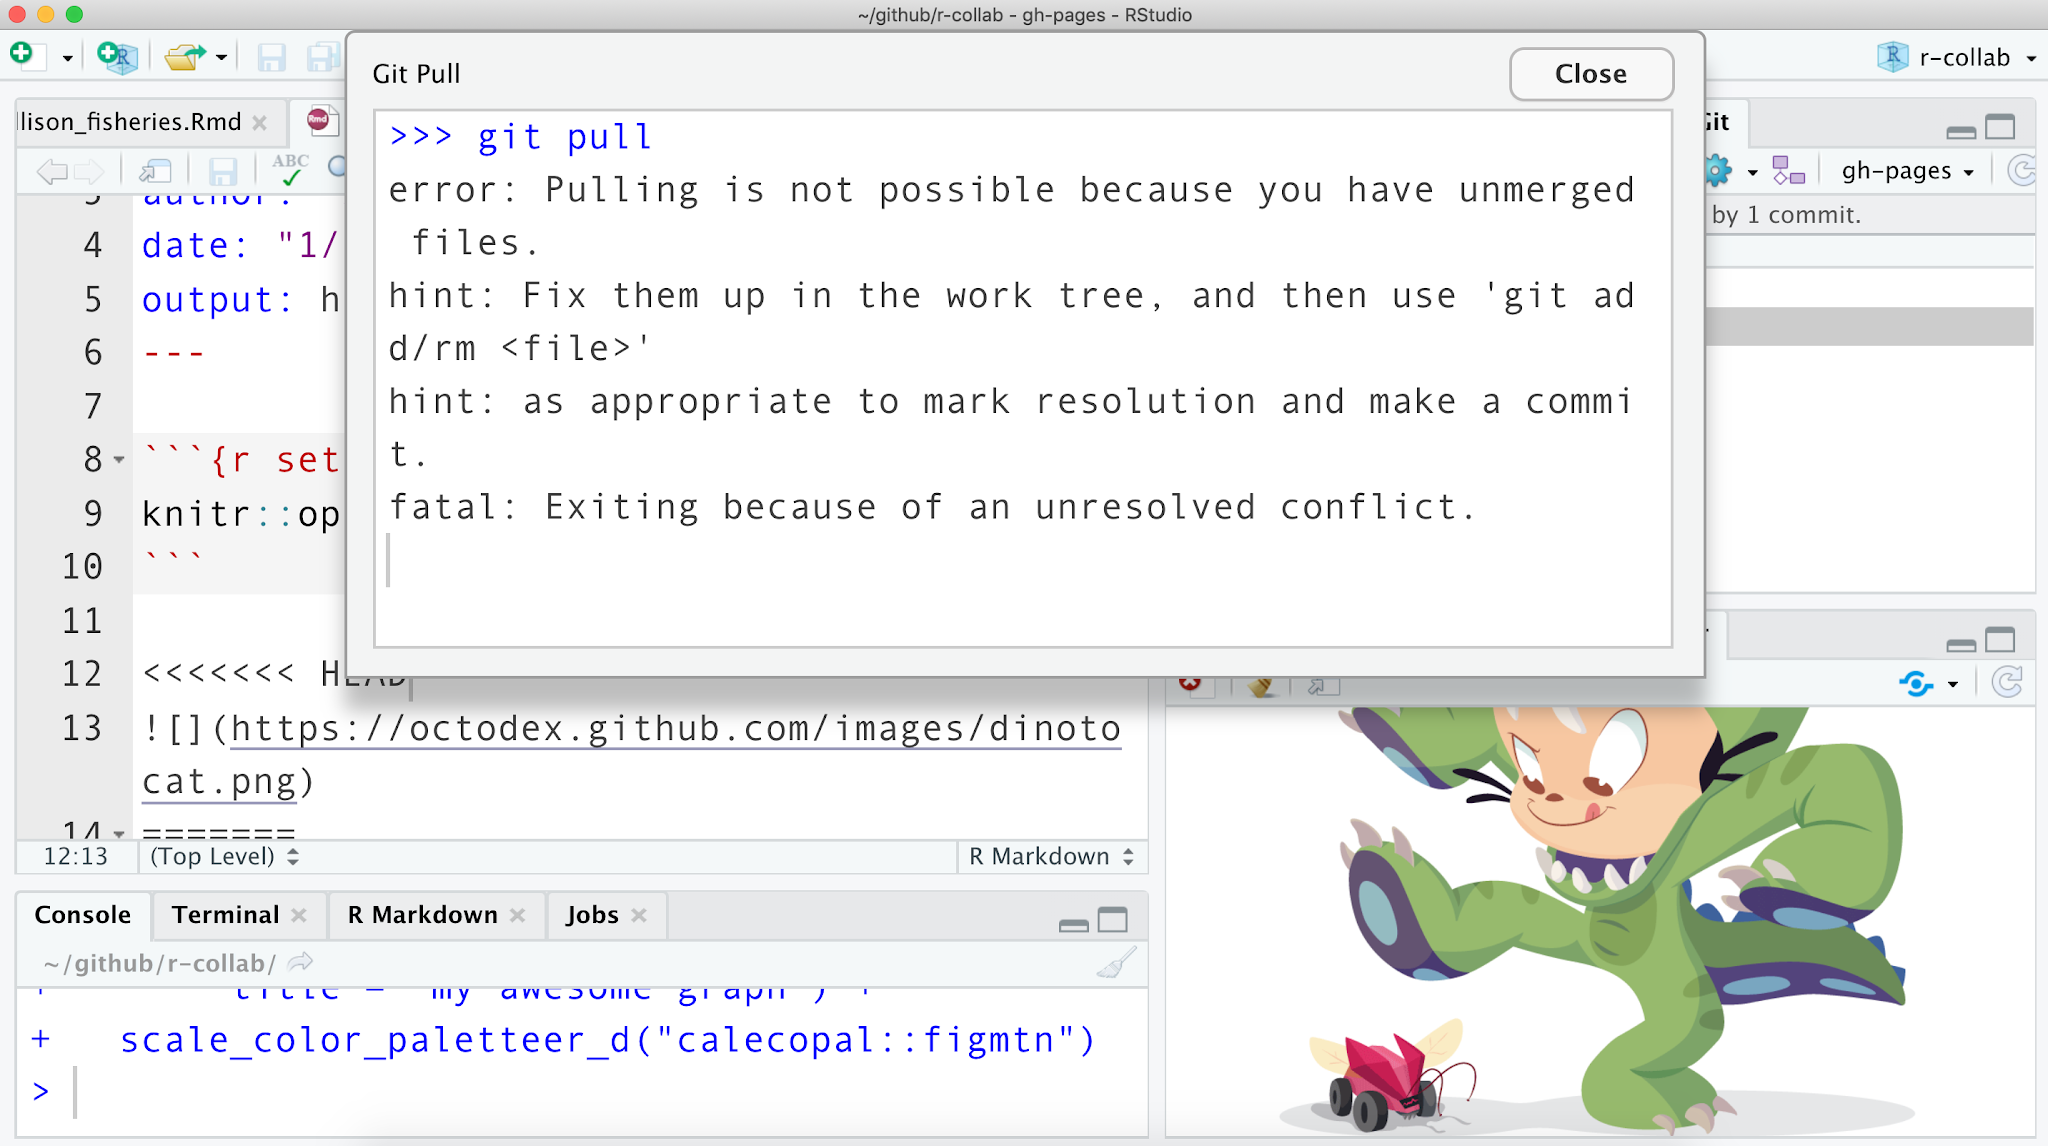 ~/github/r-collab - gh-pages - RStudio
r-collab
Git Pull
Close
>>> git pull
error: Pulling is not possible because you have unmerged
files.
hint: Fix them up in the work tree, and then use 'git ad
d/rm <file>'
hint: as appropriate to mark resolution and make a commi
t.
fatal: Exiting because of an unresolved conflict.
llison_fisheries.Rmd
Rmd
ABC
author:
4 date: "1/
5 output: h
6 ---
7
8 ```{r set
9 knitr::op
10 ```
11
12 <<<<<<< HEAD
13 ![](https://octodex.github.com/images/dinoto
cat.png)
14 =======
12:13 (Top Level) R Markdown
Git
gh-pages
by 1 commit.
Console Terminal R Markdown Jobs
~/github/r-collab/
+ title = "my awesome graph") +
+ scale_color_paletteer_d("calecopal::figmtn")
>